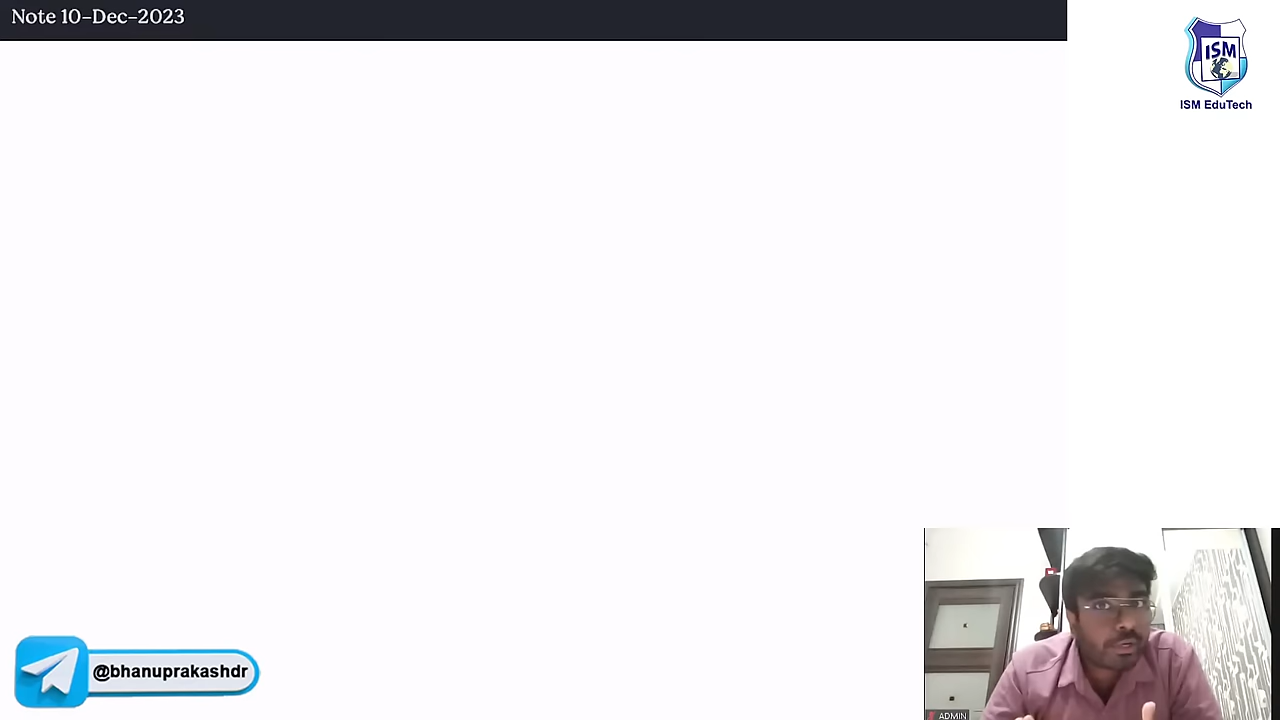 Note 10-Dec-2023
ISM
ISM EduTech
@bhanuprakashdr
ADMIN